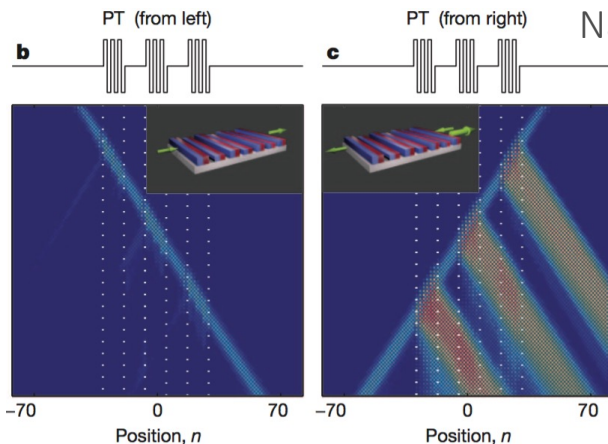 PT (from left)
PT (from right)
N
b
c
−70
0
70
−70
0
70
Position, n
Position, n